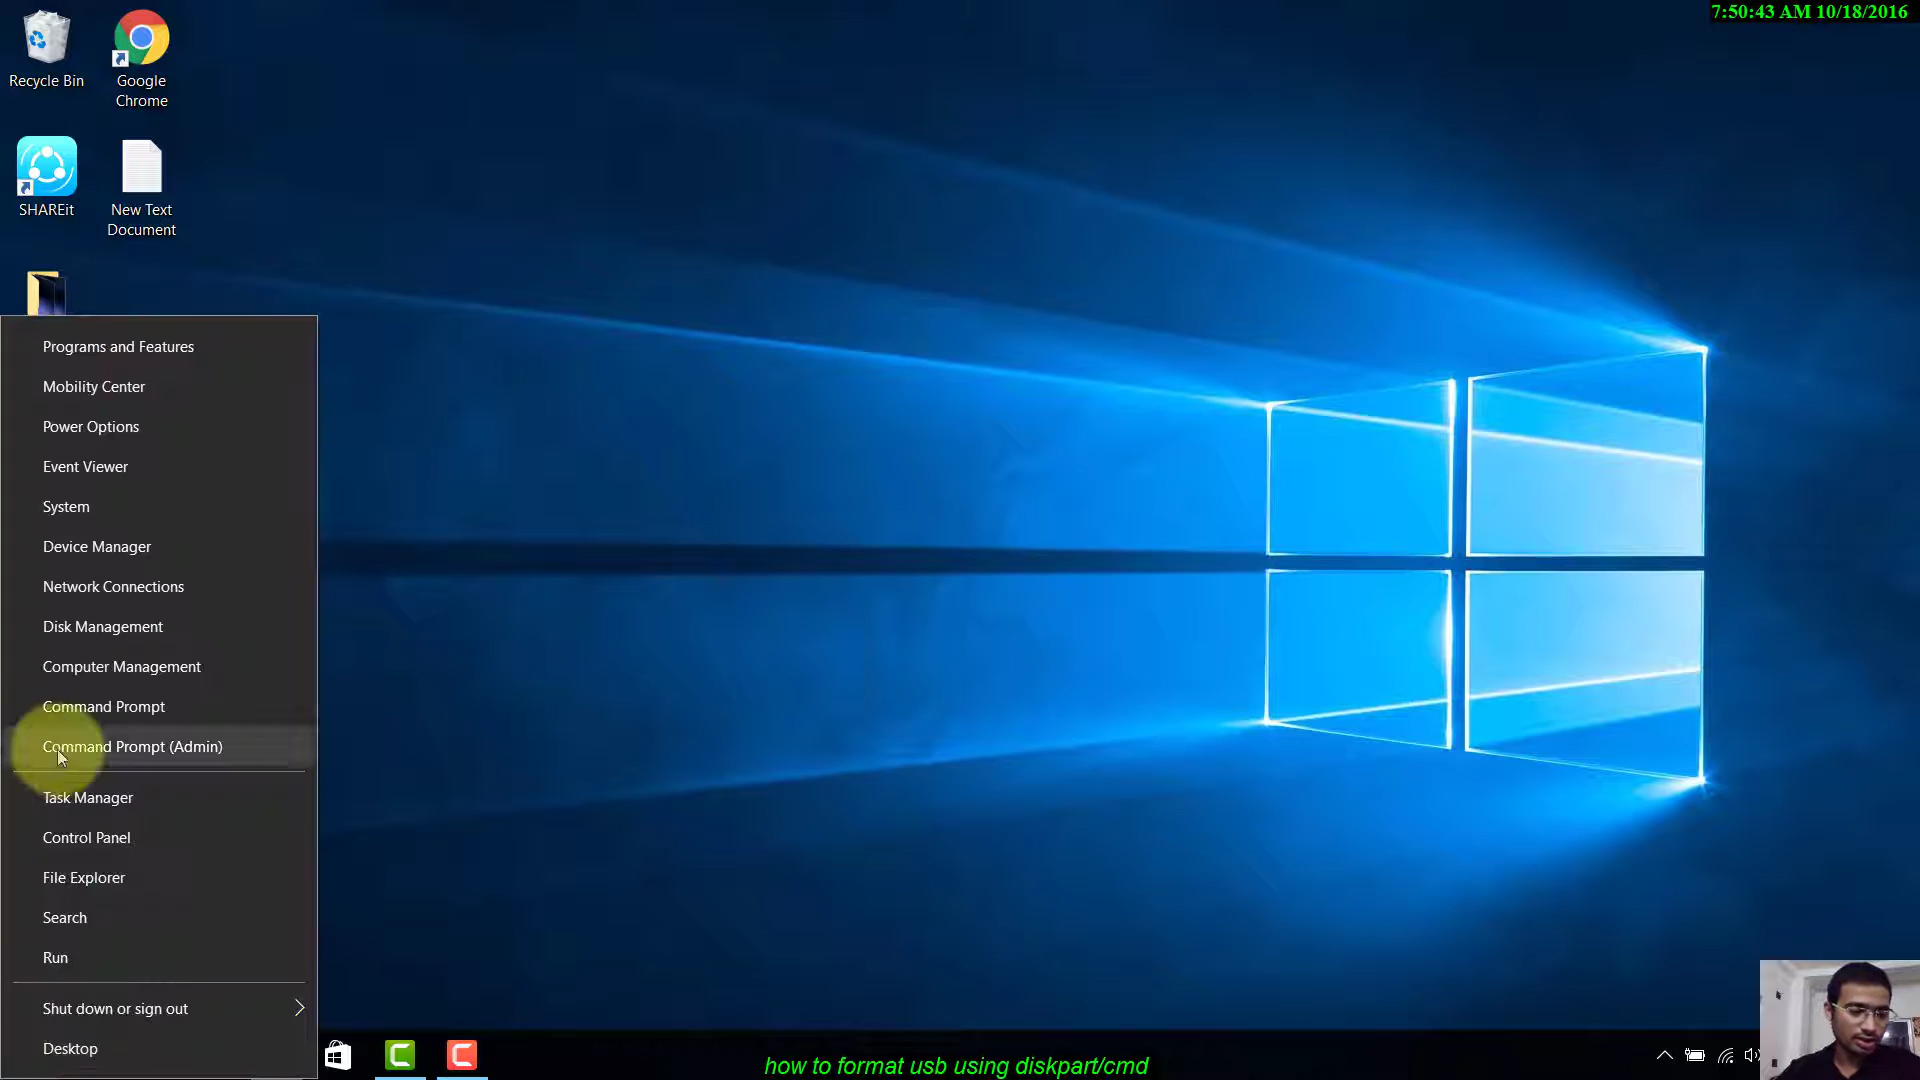 7:50:43 AM 10/18/2016
Recycle Bin
Google
Chrome
SHAREit
New Text
Document
Programs and Features
Mobility Center
Power Options
Event Viewer
System
Device Manager
Network Connections
Disk Management
Computer Management
Command Prompt
Command Prompt (Admin)
Task Manager
Control Panel
File Explorer
Search
Run
Shut down or sign out
Desktop
how to format usb using diskpart/cmd